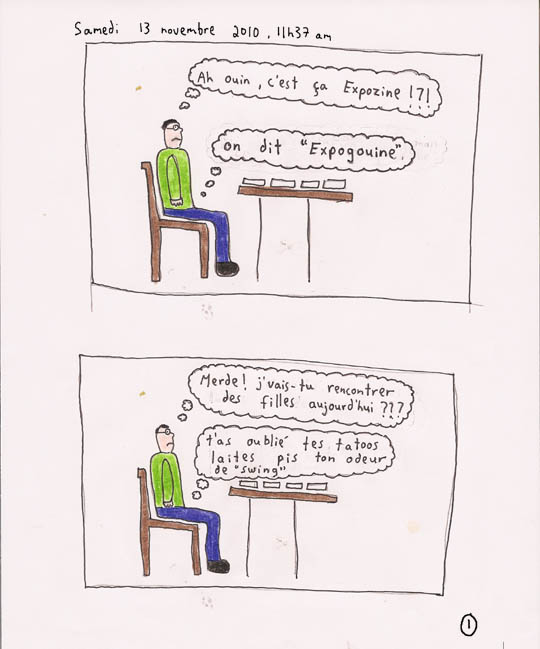 Samedi 13 novembre 2010, 11h37 am
Ah ouin, c'est ça Expozine !?!
on dit "Expogouine".
Merde! j'vais-tu rencontrer
des filles aujourd'hui ???
t'as oublié tes tatoos
laites pis ton odeur
de "swing"
1